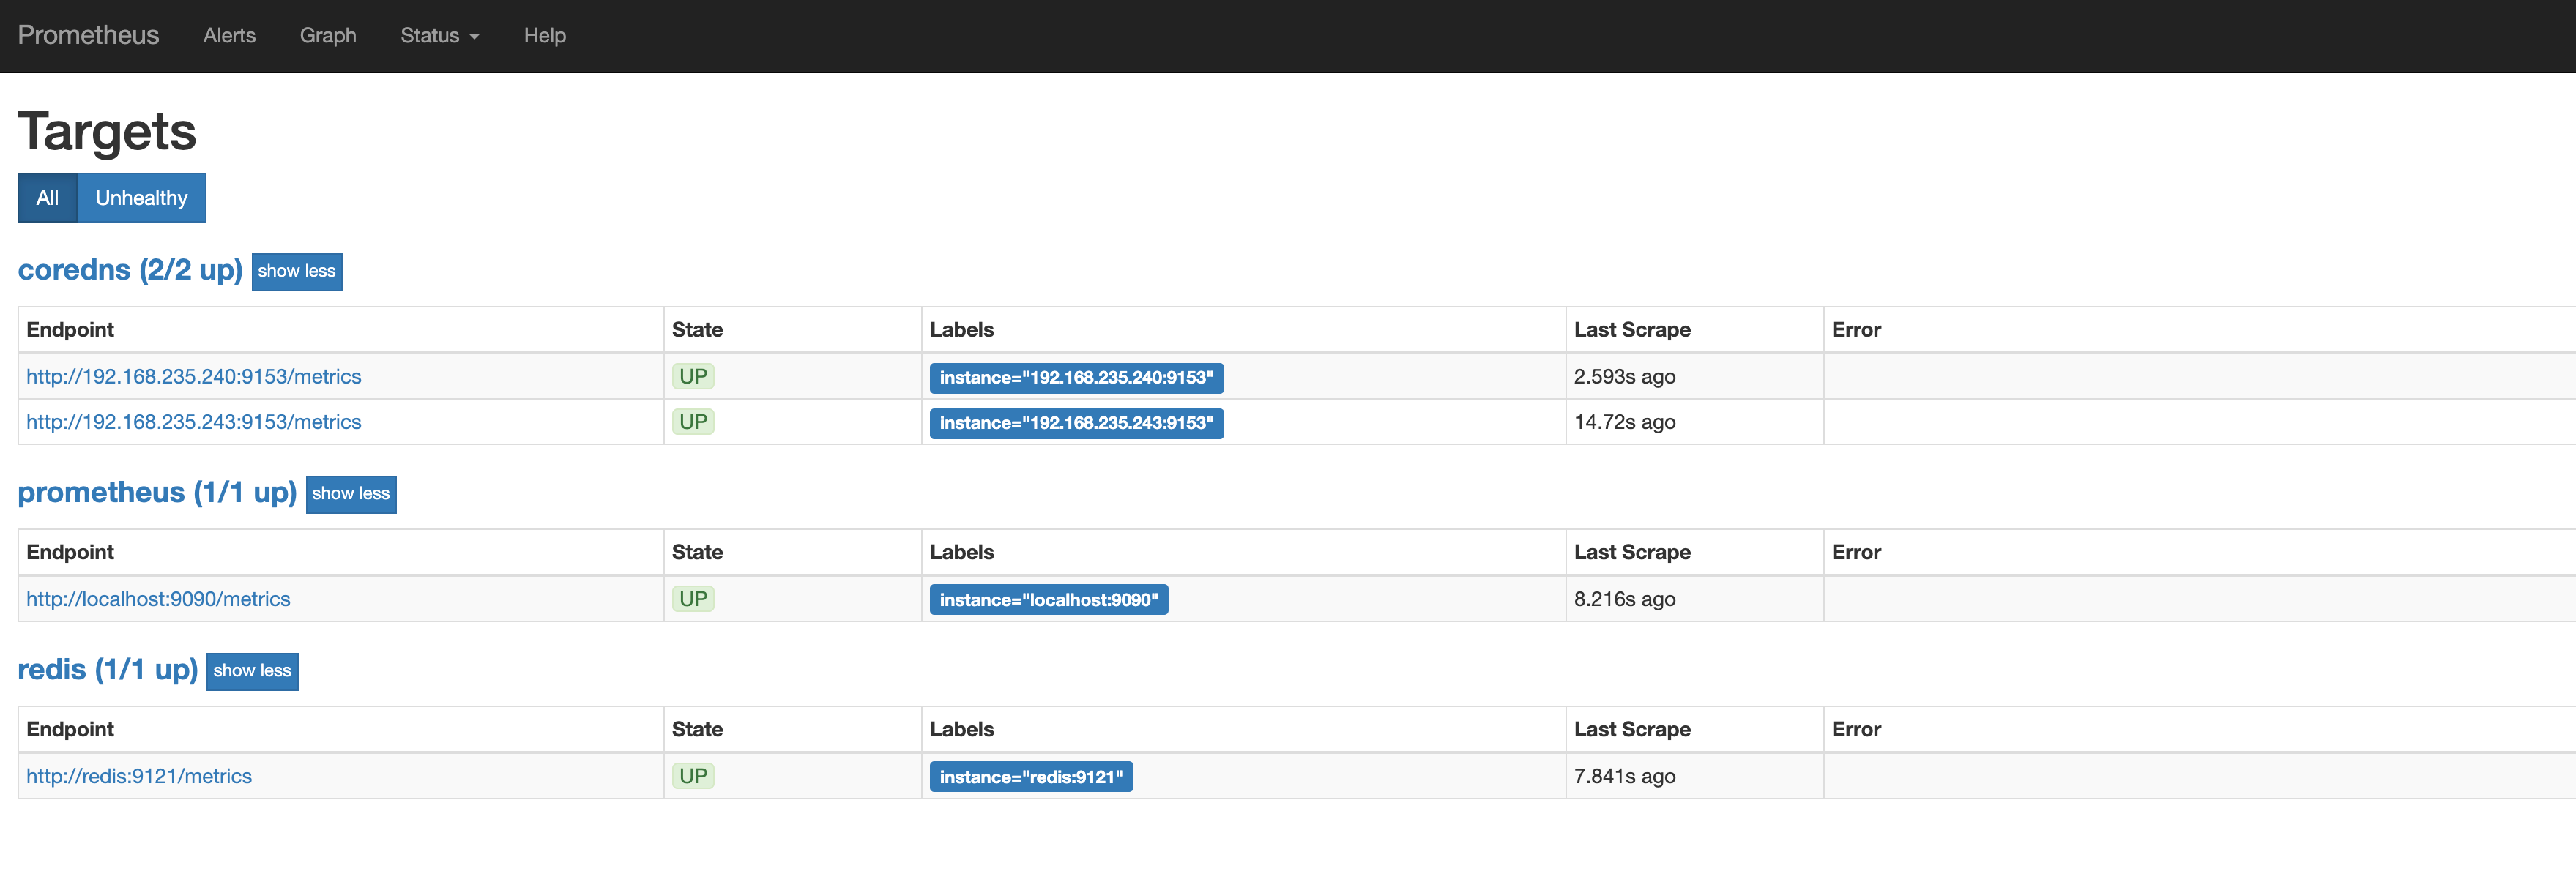 Prometheus Alerts Graph Status Help
Targets
All Unhealthy
coredns (2/2 up) show less
Endpoint State Labels Last Scrape Error
http://192.168.235.240:9153/metrics UP instance="192.168.235.240:9153" 2.593s ago
http://192.168.235.243:9153/metrics UP instance="192.168.235.243:9153" 14.72s ago
prometheus (1/1 up) show less
Endpoint State Labels Last Scrape Error
http://localhost:9090/metrics UP instance="localhost:9090" 8.216s ago
redis (1/1 up) show less
Endpoint State Labels Last Scrape Error
http://redis:9121/metrics UP instance="redis:9121" 7.841s ago